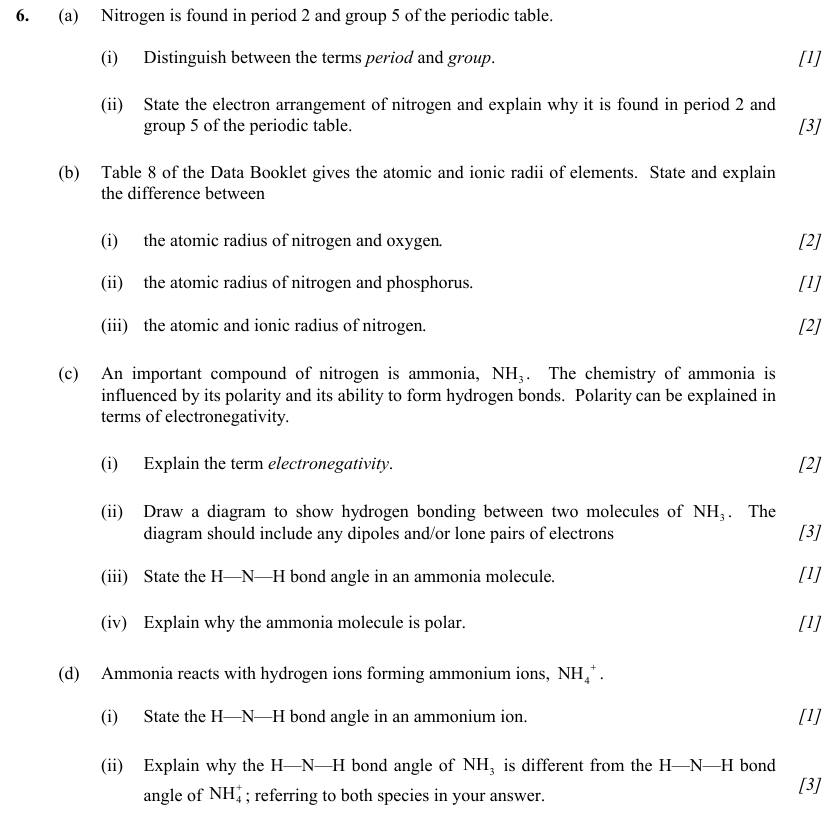 6. (a) Nitrogen is found in period 2 and group 5 of the periodic table.
(i) Distinguish between the terms period and group. [1]
(ii) State the electron arrangement of nitrogen and explain why it is found in period 2 and
group 5 of the periodic table. [3]
(b) Table 8 of the Data Booklet gives the atomic and ionic radii of elements. State and explain
the difference between
(i) the atomic radius of nitrogen and oxygen. [2]
(ii) the atomic radius of nitrogen and phosphorus. [1]
(iii) the atomic and ionic radius of nitrogen. [2]
(c) An important compound of nitrogen is ammonia, NH₃. The chemistry of ammonia is
influenced by its polarity and its ability to form hydrogen bonds. Polarity can be explained in
terms of electronegativity.
(i) Explain the term electronegativity. [2]
(ii) Draw a diagram to show hydrogen bonding between two molecules of NH₃. The
diagram should include any dipoles and/or lone pairs of electrons [3]
(iii) State the H—N—H bond angle in an ammonia molecule. [1]
(iv) Explain why the ammonia molecule is polar. [1]
(d) Ammonia reacts with hydrogen ions forming ammonium ions, NH₄⁺.
(i) State the H—N—H bond angle in an ammonium ion. [1]
(ii) Explain why the H—N—H bond angle of NH₃ is different from the H—N—H bond
angle of NH₄⁺; referring to both species in your answer. [3]